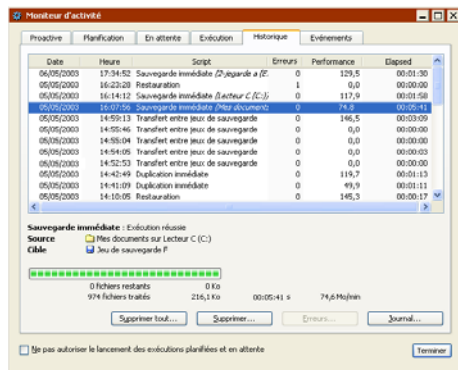 Moniteur d'activité
Proactive Planification En attente Exécution Historique Evénements
Date Heure Script Erreurs Performance Elapsed
06/05/2003 17:34:52 Sauvegarde immédiate 0 129,5 00:01:30
05/05/2003 16:23:28 Restauration 1 0,0 00:00:00
05/05/2003 16:14:12 Sauvegarde immédiate (Lecteur C (C:)) 0 117,9 00:01:58
05/05/2003 16:07:56 Sauvegarde immédiate (Mes documents 0 74,8 00:05:41
05/05/2003 14:59:13 Transfert entre jeux de sauvegarde 0 146,5 00:03:09
05/05/2003 14:55:46 Transfert entre jeux de sauvegarde 0 0,0 00:00:00
05/05/2003 14:55:04 Transfert entre jeux de sauvegarde 0 0,0 00:00:00
05/05/2003 14:54:05 Transfert entre jeux de sauvegarde 0 0,0 00:00:03
05/05/2003 14:52:53 Transfert entre jeux de sauvegarde 0 0,0 00:00:00
05/05/2003 14:42:49 Duplication immédiate 0 119,7 00:01:13
05/05/2003 14:41:09 Duplication immédiate 0 49,9 00:01:11
05/05/2003 14:10:05 Restauration 0 145,3 00:00:17
Sauvegarde immédiate : Exécution réussie
Source Mes documents sur Lecteur C (C:)
Cible Jeu de sauvegarde F
0 fichiers restants 0 Ko
974 fichiers traités 216,1 Ko 00:05:41 s 74,6 Mo/min
Supprimer tout... Supprimer... Erreurs... Journal...
Ne pas autoriser le lancement des exécutions planifiées et en attente
Terminer